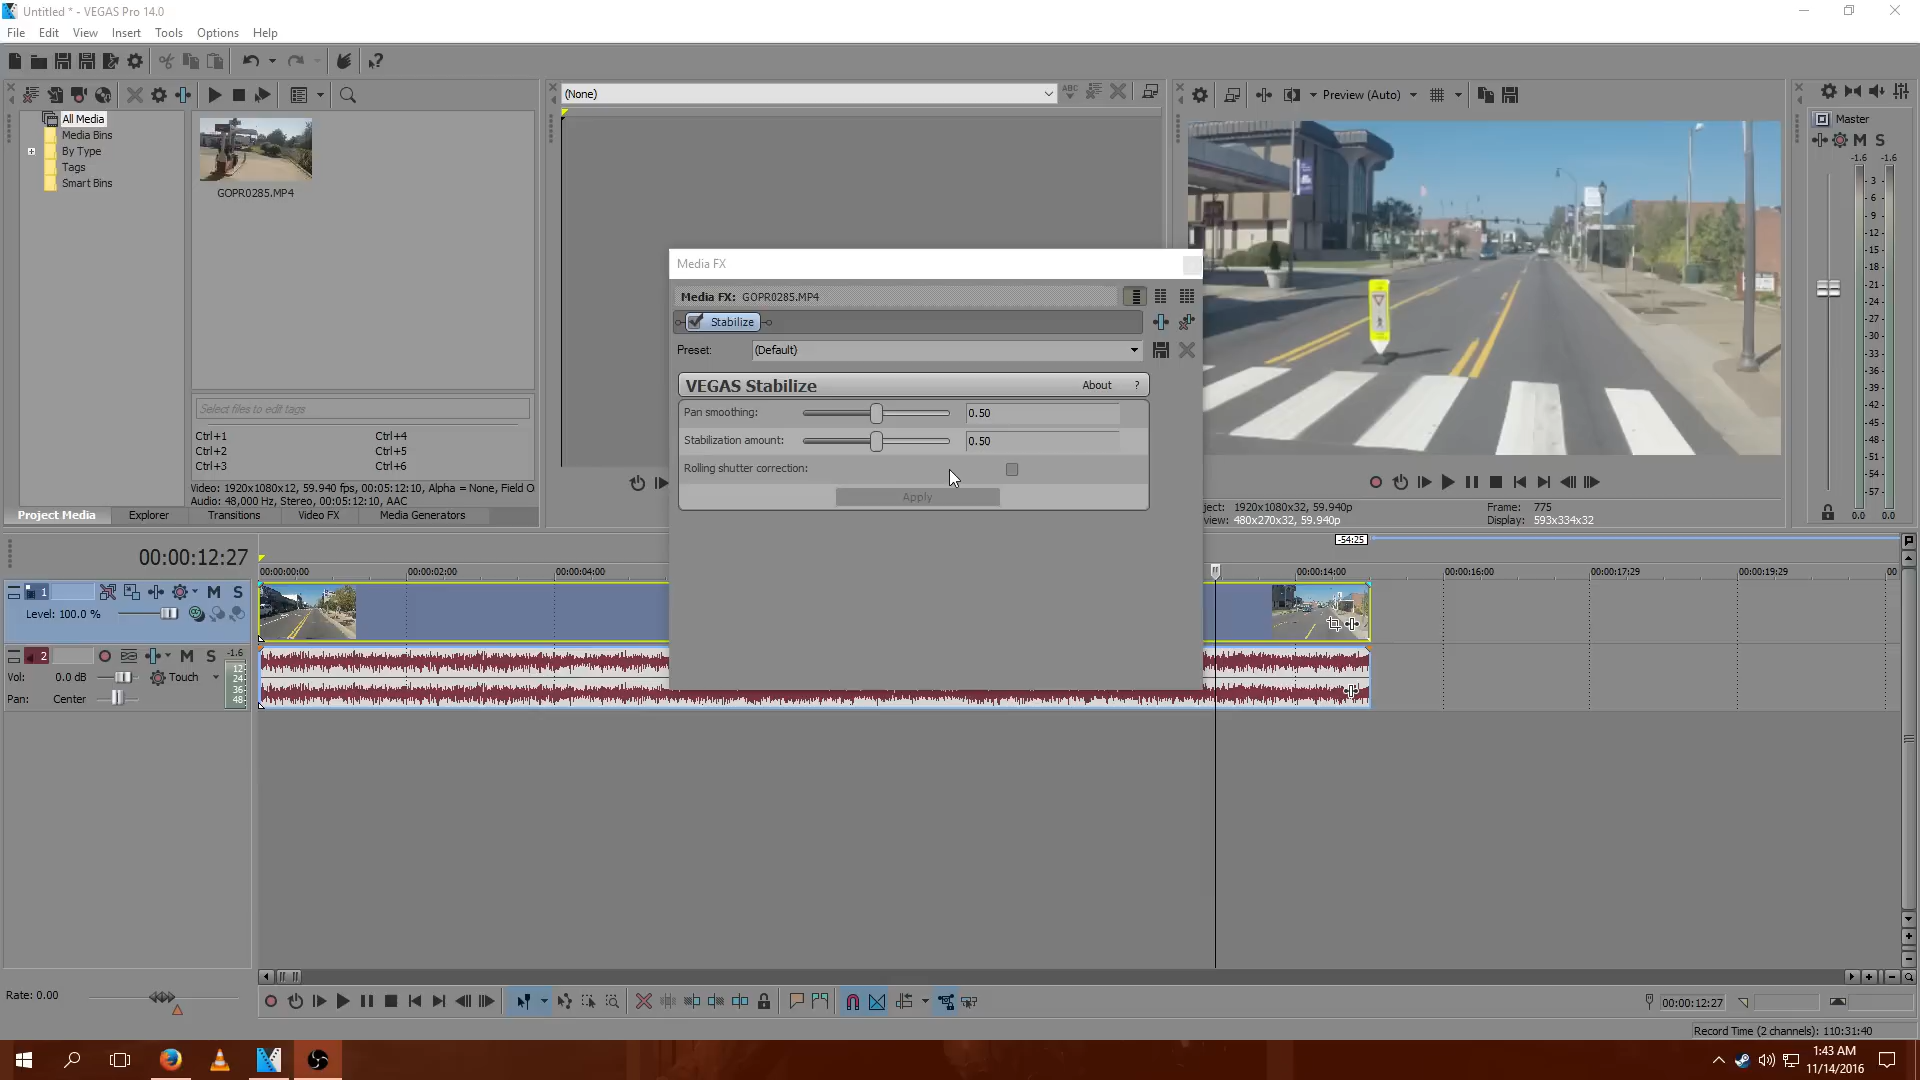 Untitled * - VEGAS Pro 14.0
File Edit View Insert Tools Options Help
(None)
Preview (Auto)
All Media
Media Bins
By Type
Tags
Smart Bins
GOPR0285.MP4
Select files to edit tags
Ctrl+1 Ctrl+4
Ctrl+2 Ctrl+5
Ctrl+3 Ctrl+6
Video: 1920x1080x12, 59.940 fps, 00:05:12:10, Alpha = None, Field O
Audio: 48,000 Hz, Stereo, 00:05:12:10, AAC
Project Media Explorer Transitions Video FX Media Generators
Media FX
Media FX: GOPR0285.MP4
Stabilize
Preset: (Default)
VEGAS Stabilize About ?
Pan smoothing: 0.50
Stabilization amount: 0.50
Rolling shutter correction:
Apply
ject: 1920x1080x32, 59.940p Frame: 775
view: 480x270x32, 59.940p Display: 593x334x32
Master
M S
-1.6 -1.6
- 3 -
- 6 -
- 9 -
-12-
-15-
-18-
-21-
-24-
-27-
-30-
-33-
-36-
-39-
-42-
-45-
-48-
-51-
-54-
-57-
0.0 0.0
00:00:12:27
-54:25
00:00:00:00 00:00:02:00 00:00:04:00 00:00:14:00 00:00:16:00 00:00:17:29 00:00:19:29 00
1 M S
Level: 100.0 %
2 M S -1.6
Vol: 0.0 dB Touch
Pan: Center
12
24
36
48
Rate: 0.00
00:00:12:27
Record Time (2 channels): 110:31:40
1:43 AM
11/14/2016